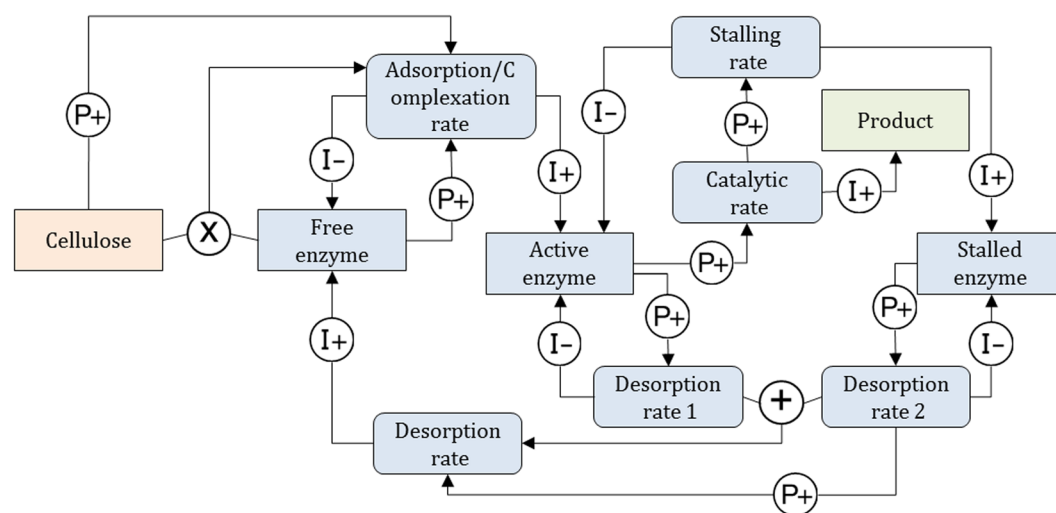 Stalling
rate
Adsorption/C
omplexation
rate
P+
I-
P+
Product
I-
P+
I+
Catalytic
rate
I+
I+
P+
Cellulose
X
Free
enzyme
Active
enzyme
P+
Stalled
enzyme
I+
I-
P+
P+
I-
Desorption
rate 1
+
Desorption
rate 2
Desorption
rate
P+